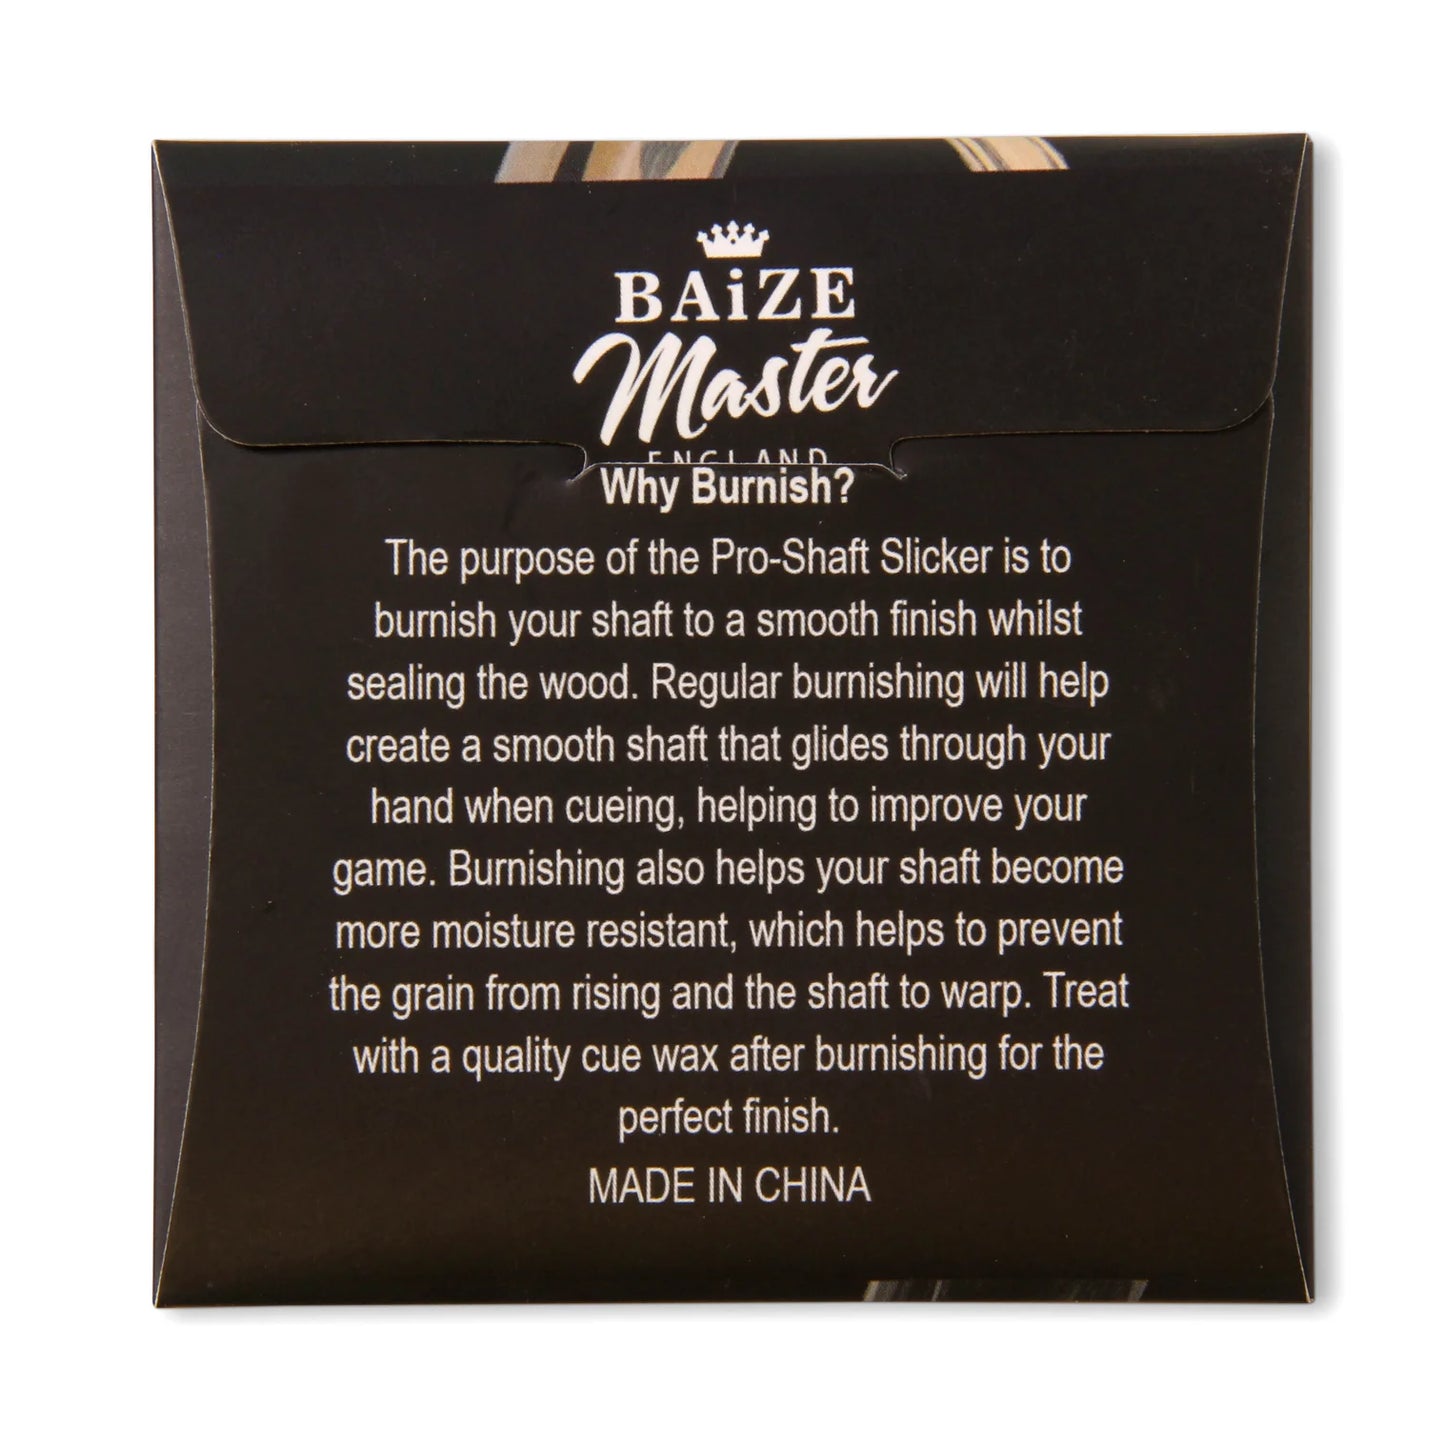 BAiZE
Master
ENGLAND
Why Burnish?
The purpose of the Pro-Shaft Slicker is to
burnish your shaft to a smooth finish whilst
sealing the wood. Regular burnishing will help
create a smooth shaft that glides through your
hand when cueing, helping to improve your
game. Burnishing also helps your shaft become
more moisture resistant, which helps to prevent
the grain from rising and the shaft to warp. Treat
with a quality cue wax after burnishing for the
perfect finish.
MADE IN CHINA